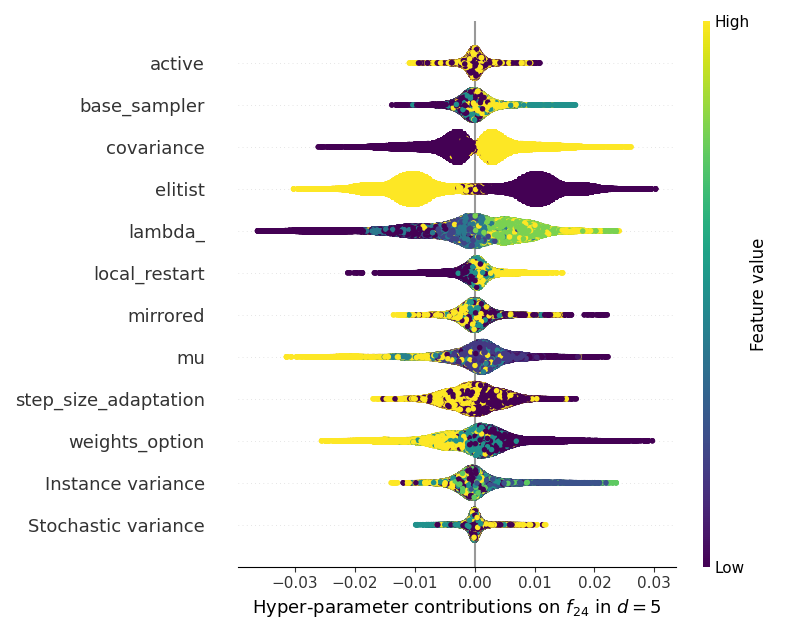 High
active
base_sampler
covariance
elitist
lambda_
local_restart
mirrored
mu
step_size_adaptation
weights_option
Instance variance
Stochastic variance
Feature value
Low
−0.03 −0.02 −0.01 0.00 0.01 0.02 0.03
Hyper-parameter contributions on $f_{24}$ in $d = 5$